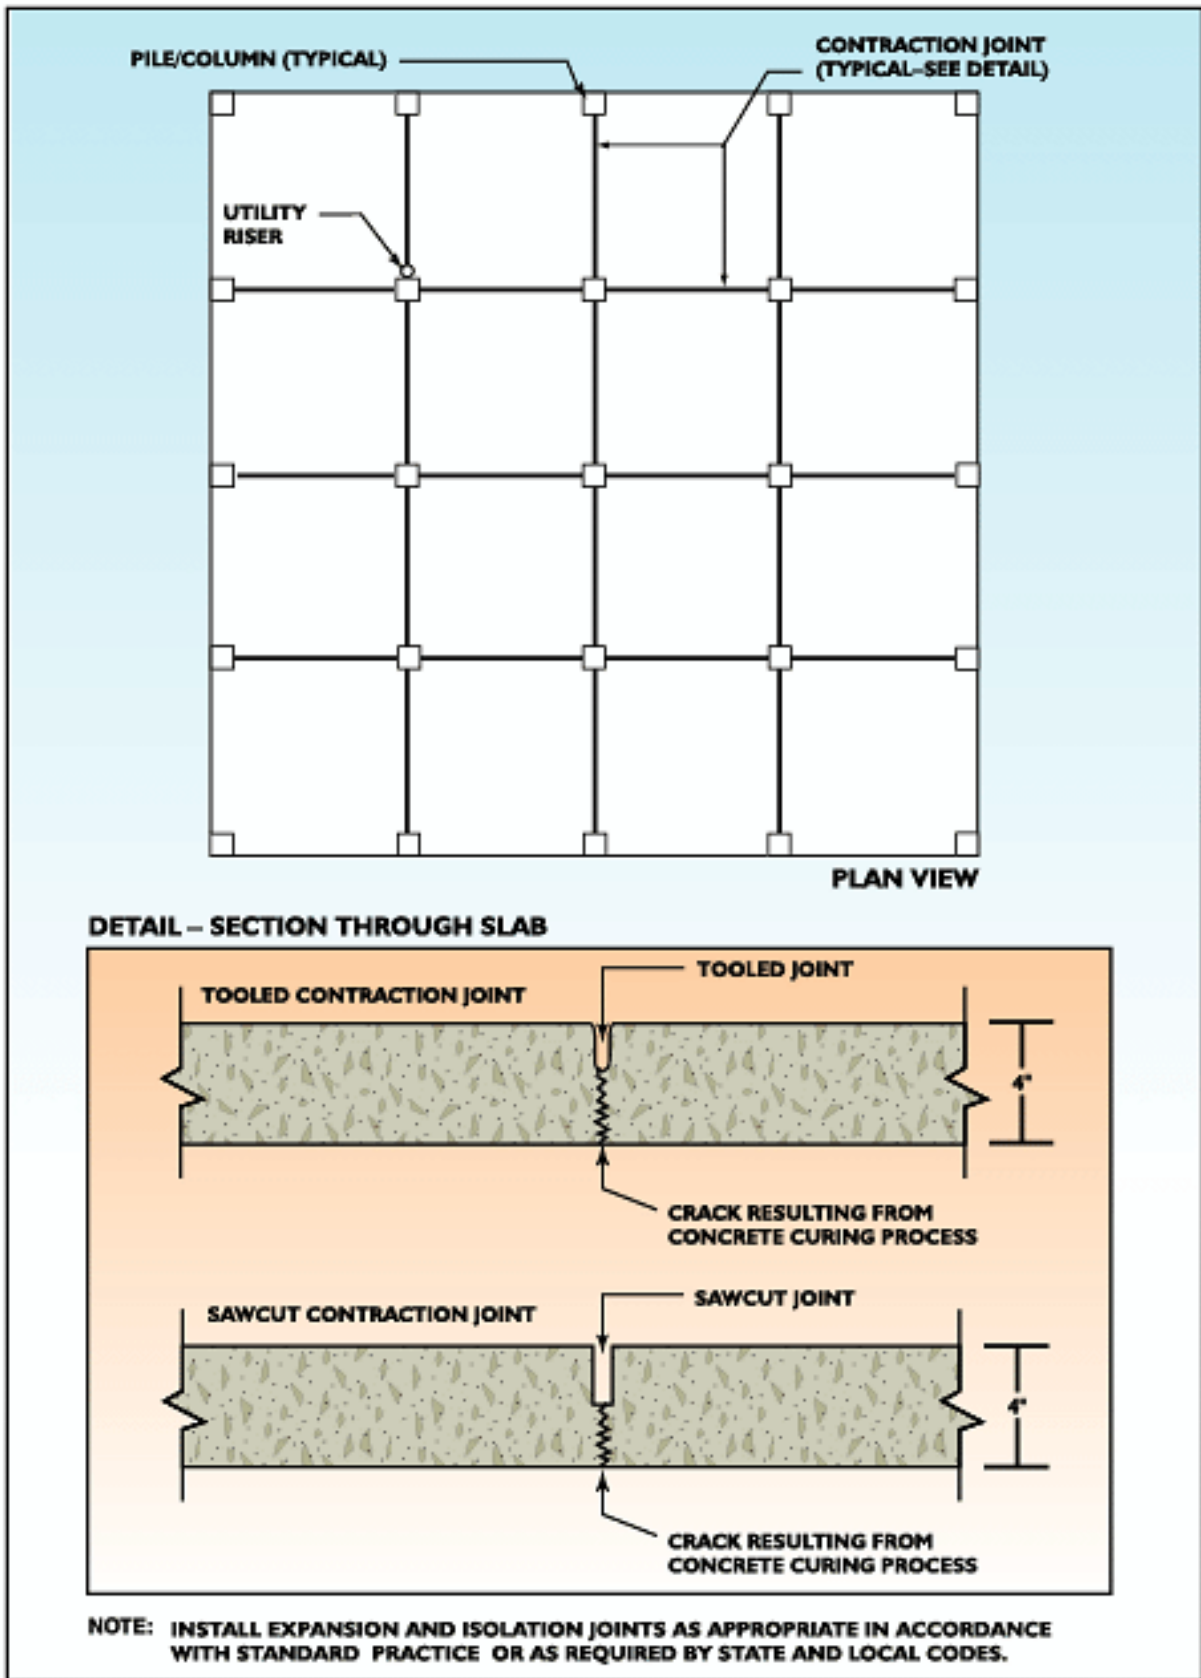 PILE/COLUMN (TYPICAL)
CONTRACTION JOINT
(TYPICAL–SEE DETAIL)
UTILITY
RISER
PLAN VIEW
DETAIL – SECTION THROUGH SLAB
TOOLED JOINT
TOOLED CONTRACTION JOINT
4"
CRACK RESULTING FROM
CONCRETE CURING PROCESS
SAWCUT JOINT
SAWCUT CONTRACTION JOINT
4"
CRACK RESULTING FROM
CONCRETE CURING PROCESS
NOTE: INSTALL EXPANSION AND ISOLATION JOINTS AS APPROPRIATE IN ACCORDANCE
WITH STANDARD PRACTICE OR AS REQUIRED BY STATE AND LOCAL CODES.